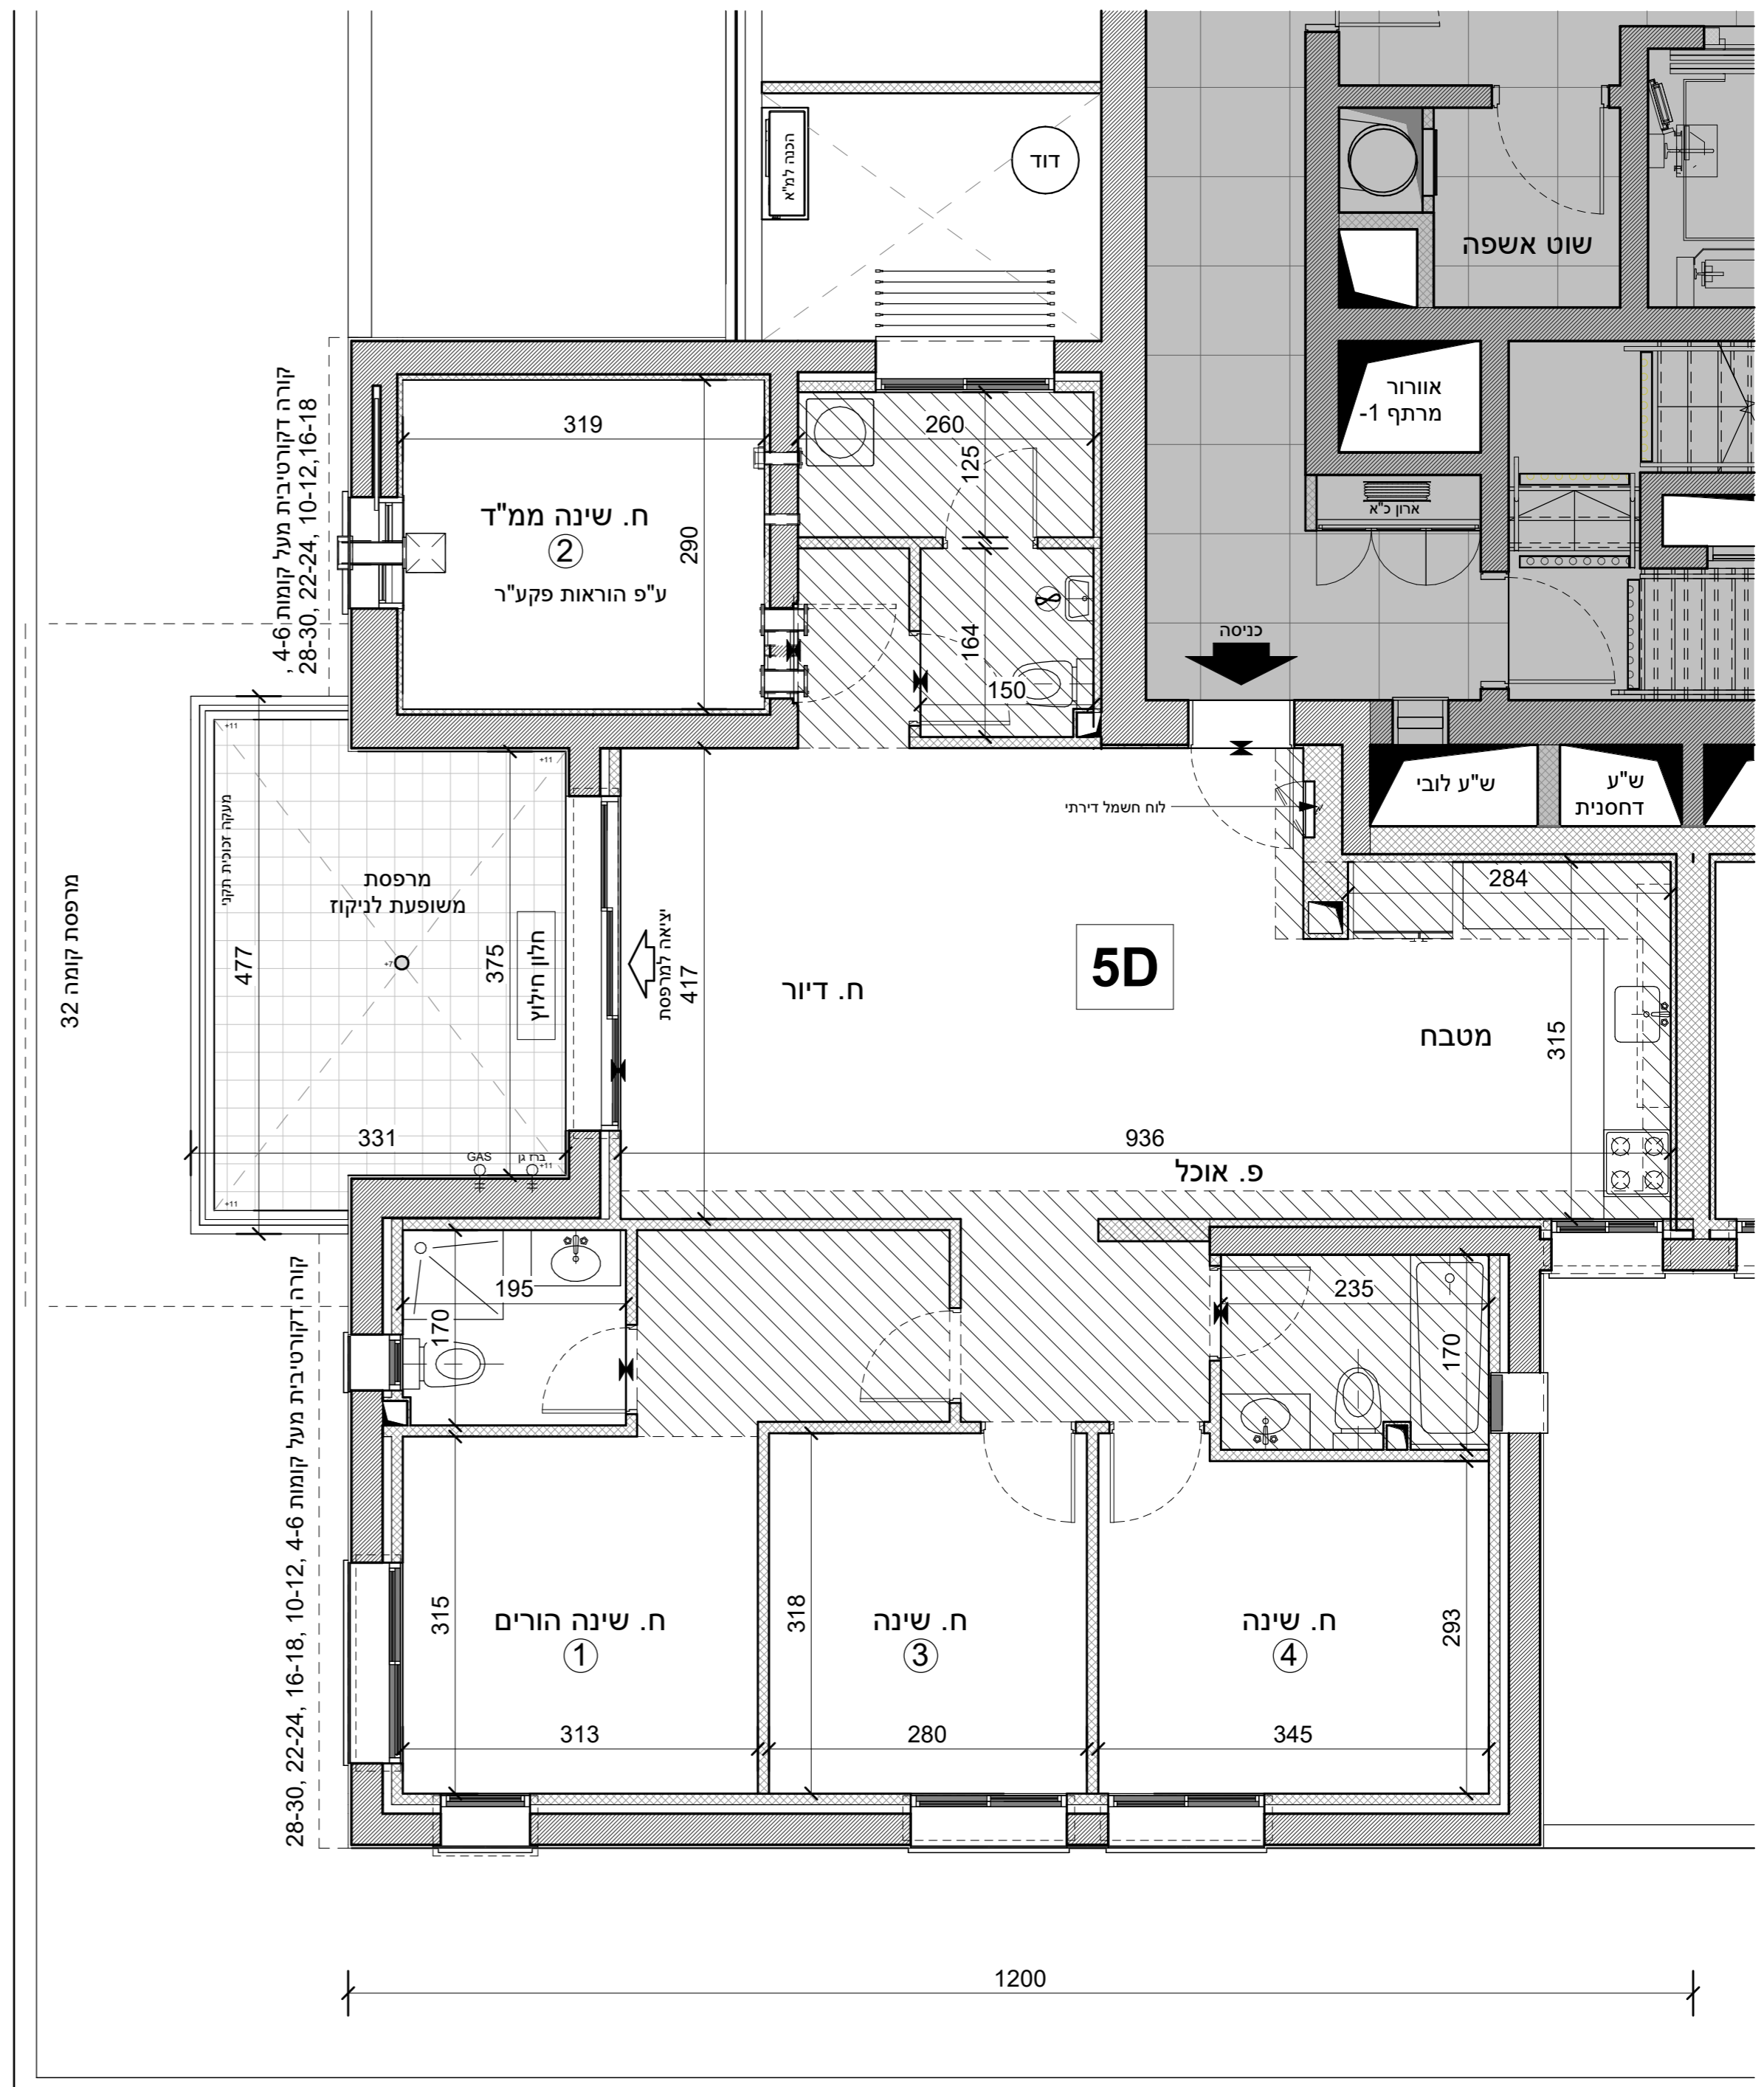 הכנה למ"א
דוד
שוט אשפה
אוורור
מרתף 1-
ארון כ"א
כניסה
קורה דקורטיבית מעל קומות 4-6 ,
28-30, 22-24, 10-12,16-18
319
ח. שינה ממ"ד
2
ע"פ הוראות פקע"ר
290
260
125
164
150
ש"ע לובי
ש"ע
דחסנית
לוח חשמל דירתי
284
315
מרפסת קומה 32
מעקה זכוכית תקני
+11
+11
+11
+11
+7
מרפסת
משופעת לניקוז
477
375
חלון חילוץ
יציאה למרפסת
417
331
GAS
ברז גן
ח. דיור
5D
מטבח
936
פ. אוכל
195
170
235
170
קורה דקורטיבית מעל קומות 4-6 ,10-12 ,16-18 ,22-24 ,28-30
315
ח. שינה הורים
1
313
318
ח. שינה
3
280
ח. שינה
4
293
345
1200